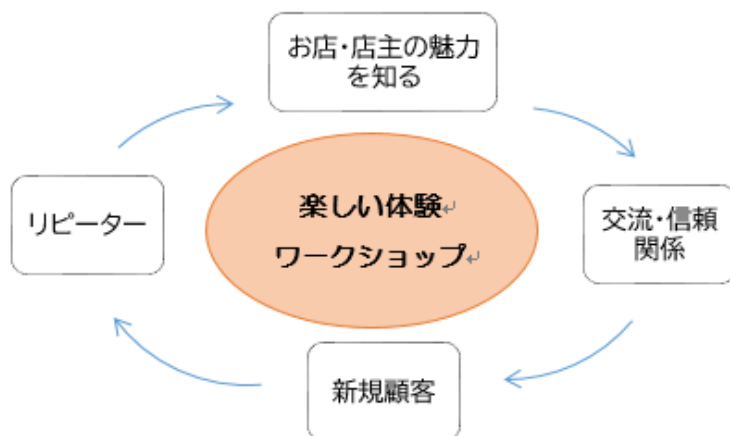 お店・店主の魅力
を知る
リピーター
楽しい体験↵
ワークショップ↵
交流・信頼
関係
新規顧客